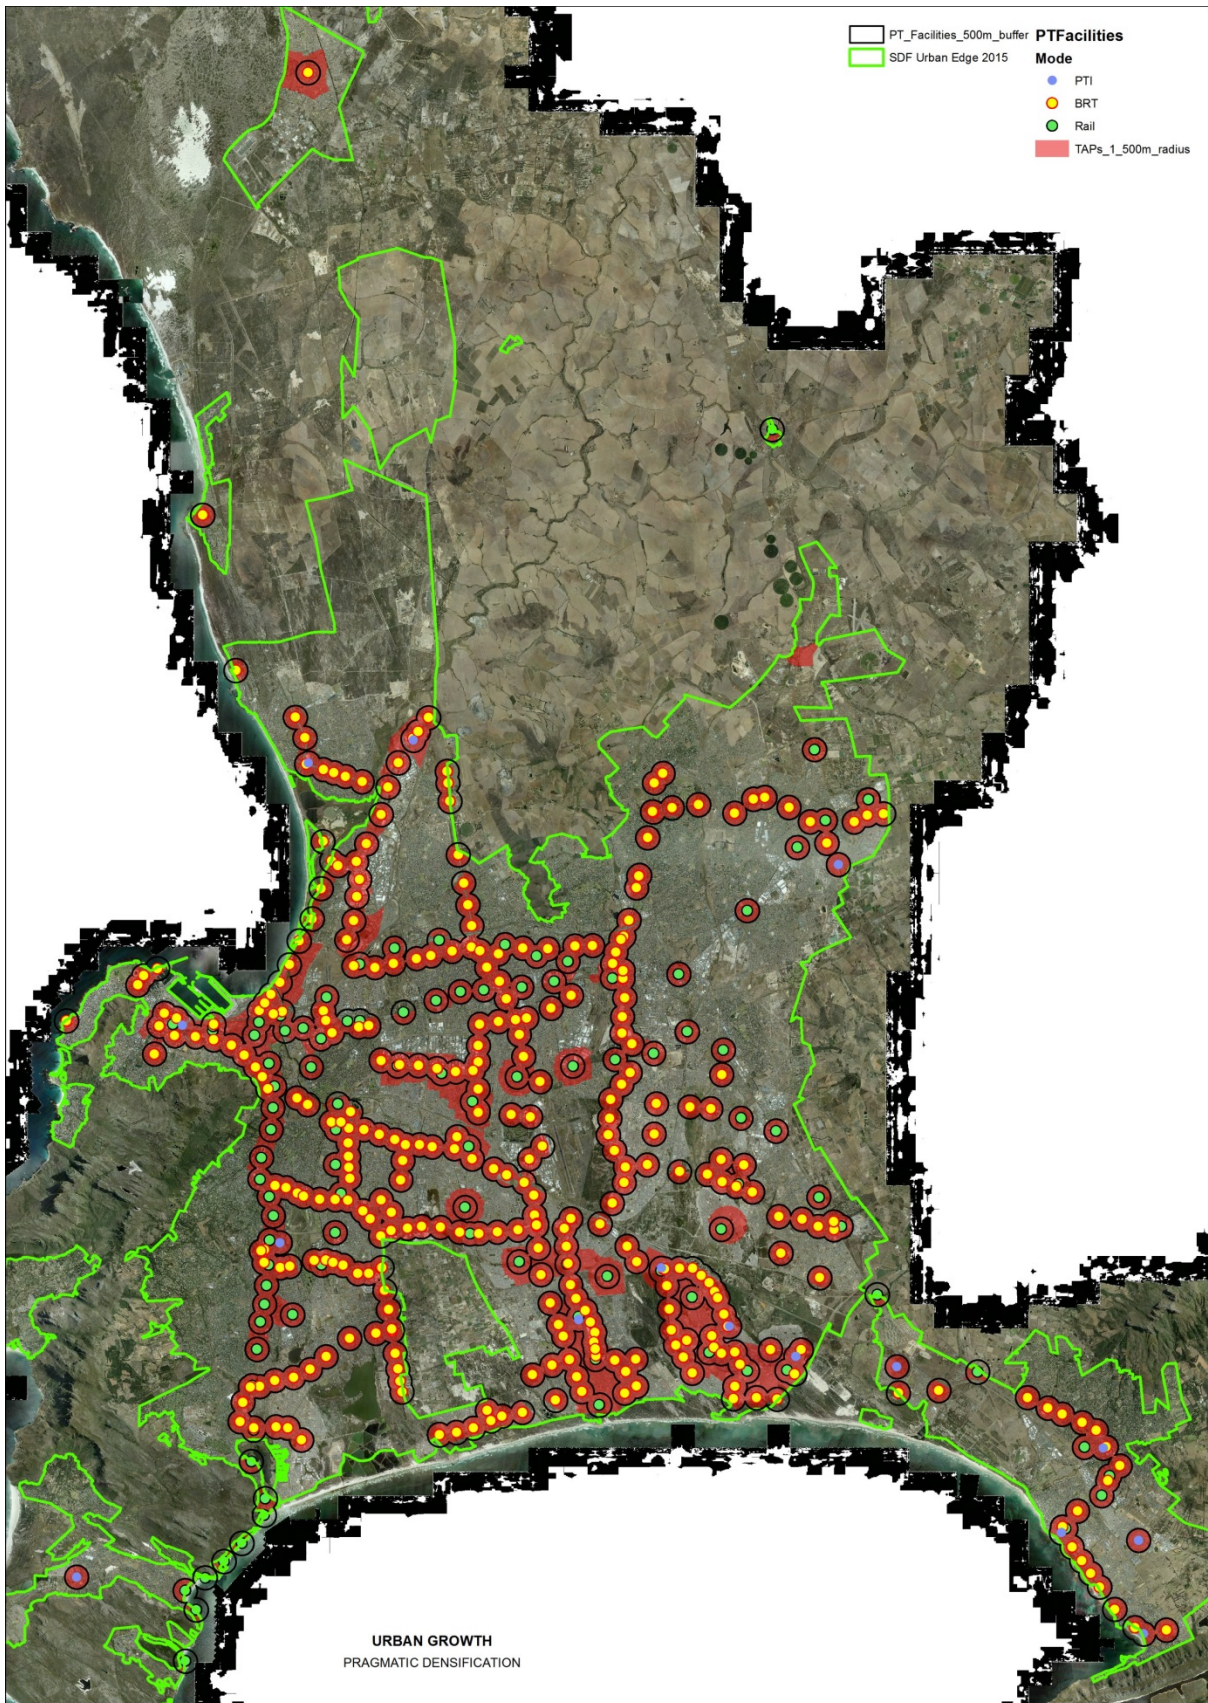 PT_Facilities_500m_buffer
SDF Urban Edge 2015
PTFacilities
Mode
PTI
BRT
Rail
TAPs_1_500m_radius
URBAN GROWTH
PRAGMATIC DENSIFICATION